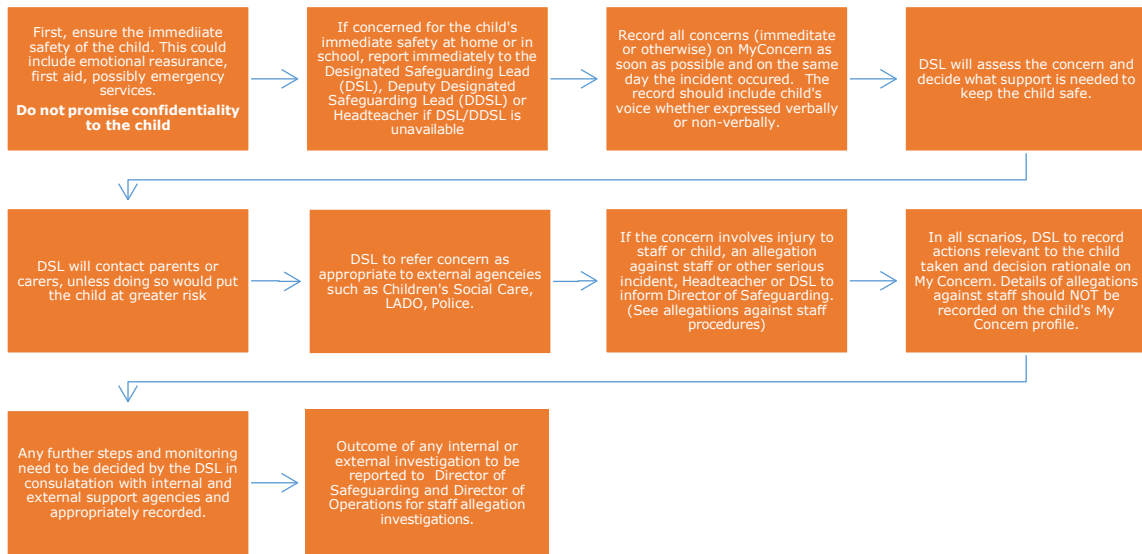 First, ensure the immediiate
safety of the child. This could
include emotional reasurance,
first aid, possibly emergency
services.
Do not promise confidentiality
to the child
If concerned for the child's
immediate safety at home or in
school, report immediately to the
Designated Safeguarding Lead
(DSL), Deputy Designated
Safeguarding Lead (DDSL) or
Headteacher if DSL/DDSL is
unavailable
Record all concerns (immeditate
or otherwise) on MyConcern as
soon as possible and on the same
day the incident occured. The
record should include child's
voice whether expressed verbally
or non-verbally.
DSL will assess the concern and
decide what support is needed to
keep the child safe.
DSL will contact parents or
carers, unless doing so would put
the child at greater risk
DSL to refer concern as
appropriate to external agenceies
such as Children's Social Care,
LADO, Police.
If the concern involves injury to
staff or child, an allegation
against staff or other serious
incident, Headteacher or DSL to
inform Director of Safeguarding.
(See allegatiions against staff
procedures)
In all scnarios, DSL to record
actions relevant to the child
taken and decision rationale on
My Concern. Details of allegations
against staff should NOT be
recorded on the child's My
Concern profile.
Any further steps and monitoring
need to be decided by the DSL in
consulatation with internal and
external support agencies and
appropriately recorded.
Outcome of any internal or
external investigation to be
reported to Director of
Safeguarding and Director of
Operations for staff allegation
investigations.